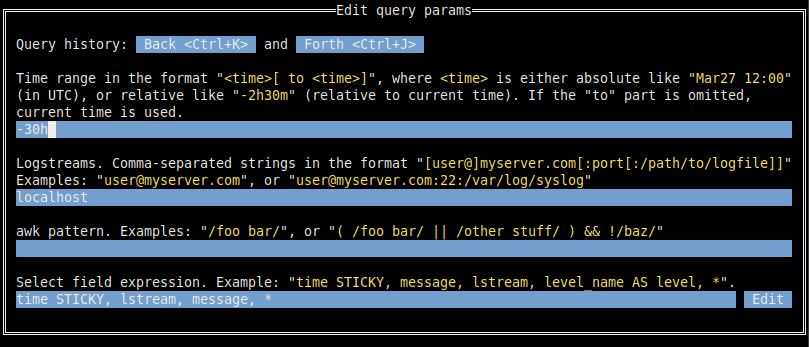 Edit query params
Query history: Back <Ctrl+K> and Forth <Ctrl+J>
Time range in the format "<time>[ to <time>]", where <time> is either absolute like "Mar27 12:00"
(in UTC), or relative like "-2h30m" (relative to current time). If the "to" part is omitted,
current time is used.
-30h
Logstreams. Comma-separated strings in the format "[user@]myserver.com[:port[:/path/to/logfile]]"
Examples: "user@myserver.com", or "user@myserver.com:22:/var/log/syslog"
localhost
awk pattern. Examples: "/foo bar/", or "( /foo bar/ || /other stuff/ ) && !/baz/"
Select field expression. Example: "time STICKY, message, lstream, level_name AS level, *".
time STICKY, lstream, message, * Edit